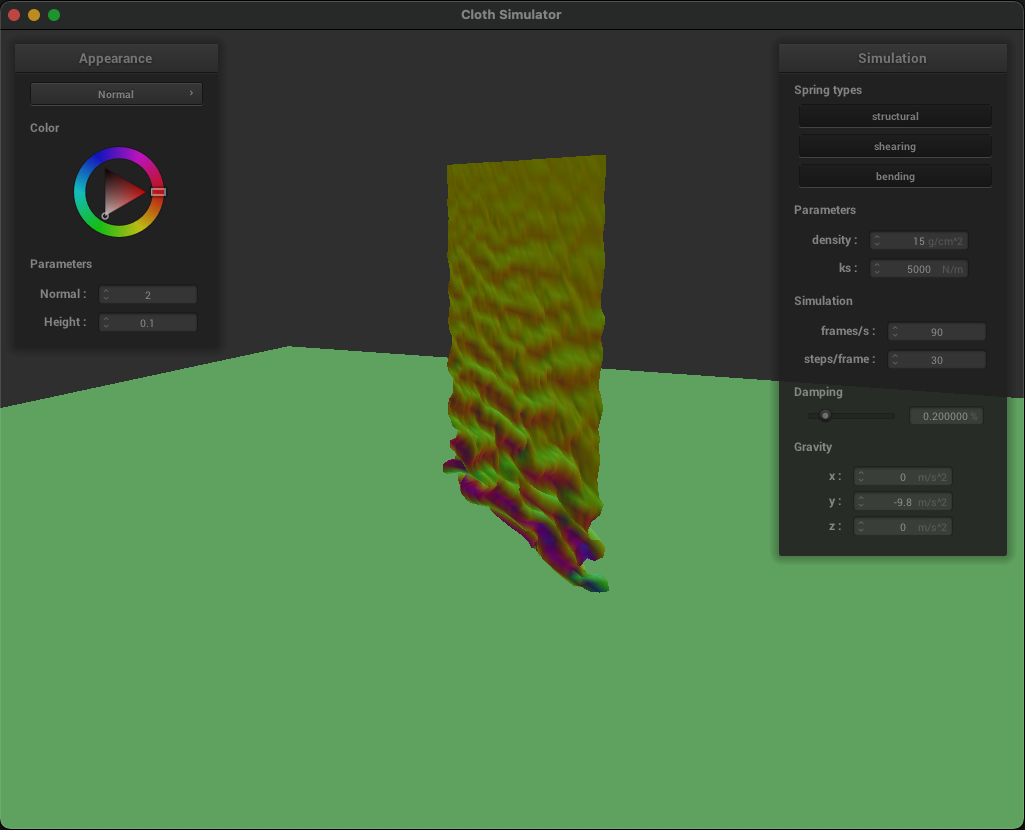 Cloth Simulator
Appearance
Normal
Color
Parameters
Normal : 2
Height : 0.1
Simulation
Spring types
structural
shearing
bending
Parameters
density : 15 g/cm^2
ks : 5000 N/m
Simulation
frames/s : 90
steps/frame : 30
Damping
0.200000 %
Gravity
x : 0 m/s^2
y : -9.8 m/s^2
z : 0 m/s^2